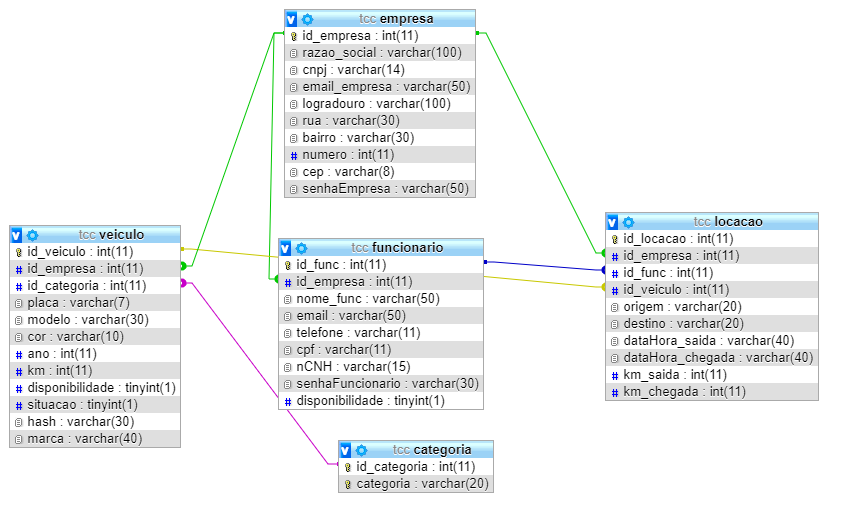 tcc empresa
id_empresa : int(11)
razao_social : varchar(100)
cnpj : varchar(14)
email_empresa : varchar(50)
logradouro : varchar(100)
rua : varchar(30)
bairro : varchar(30)
# numero : int(11)
cep : varchar(8)
senhaEmpresa : varchar(50)
tcc veiculo
id_veiculo : int(11)
# id_empresa : int(11)
# id_categoria : int(11)
placa : varchar(7)
modelo : varchar(30)
cor : varchar(10)
# ano : int(11)
# km : int(11)
# disponibilidade : tinyint(1)
# situacao : tinyint(1)
hash : varchar(30)
marca : varchar(40)
tcc funcionario
id_func : int(11)
# id_empresa : int(11)
nome_func : varchar(50)
email : varchar(50)
telefone : varchar(11)
cpf : varchar(11)
nCNH : varchar(15)
senhaFuncionario : varchar(30)
# disponibilidade : tinyint(1)
tcc locacao
id_locacao : int(11)
# id_empresa : int(11)
# id_func : int(11)
# id_veiculo : int(11)
origem : varchar(20)
destino : varchar(20)
dataHora_saida : varchar(40)
dataHora_chegada : varchar(40)
# km_saida : int(11)
# km_chegada : int(11)
tcc categoria
id_categoria : int(11)
categoria : varchar(20)